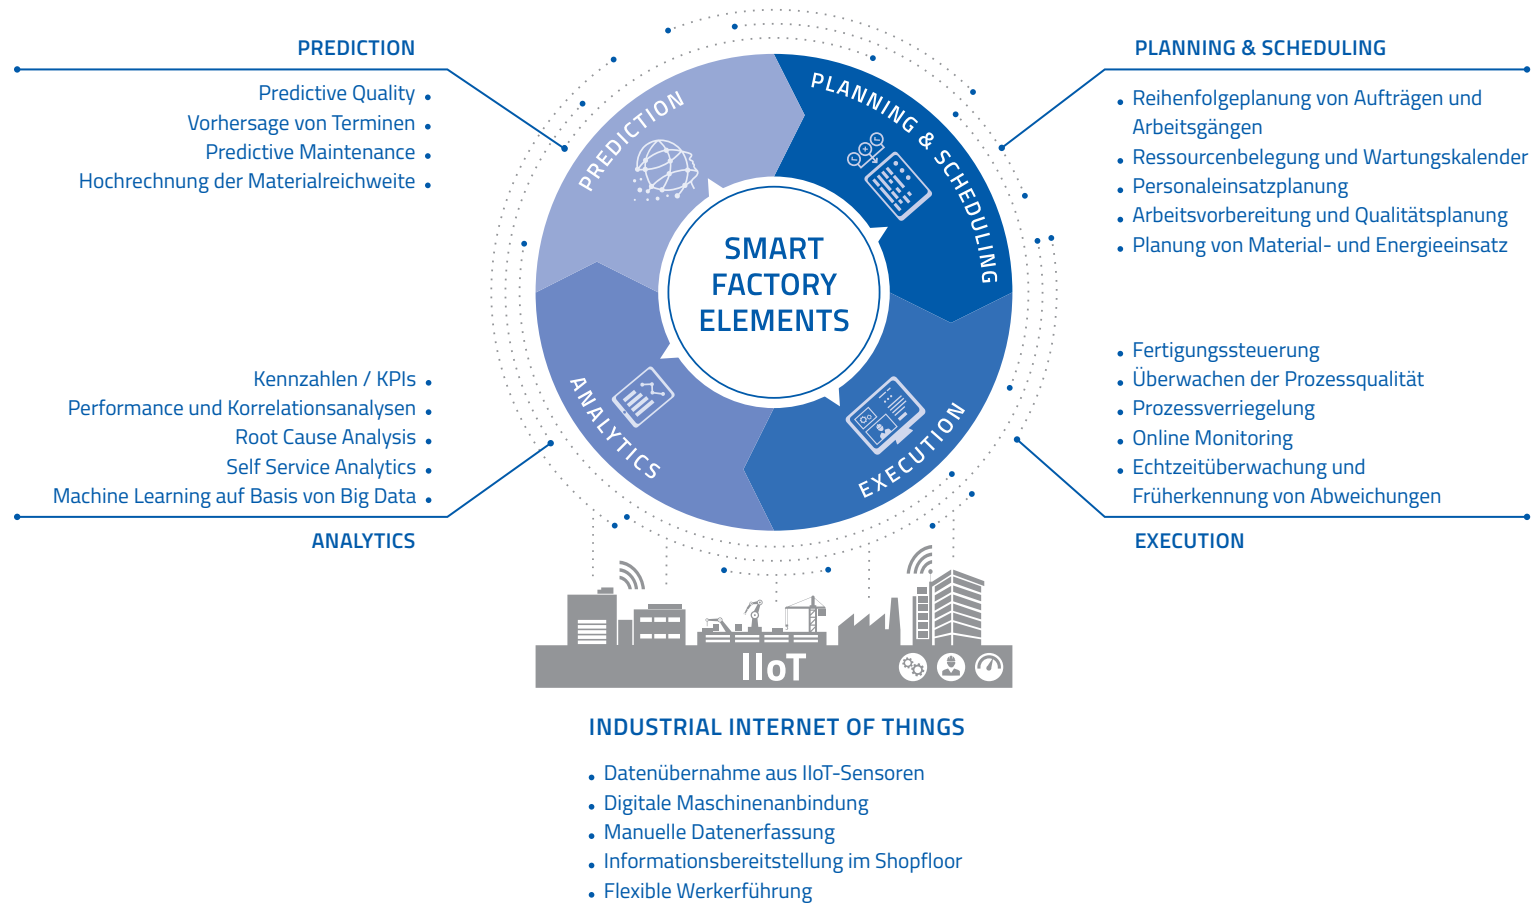 PREDICTION
Predictive Quality
Vorhersage von Terminen
Predictive Maintenance
Hochrechnung der Materialreichweite
PLANNING & SCHEDULING
Reihenfolgeplanung von Aufträgen und
Arbeitsgängen
Ressourcenbelegung und Wartungskalender
Personaleinsatzplanung
Arbeitsvorbereitung und Qualitätsplanung
Planung von Material- und Energieeinsatz
PREDICTION
PLANNING & SCHEDULING
SMART
FACTORY
ELEMENTS
ANALYTICS
EXECUTION
Kennzahlen / KPIs
Performance und Korrelationsanalysen
Root Cause Analysis
Self Service Analytics
Machine Learning auf Basis von Big Data
ANALYTICS
Fertigungssteuerung
Überwachen der Prozessqualität
Prozessverriegelung
Online Monitoring
Echtzeitüberwachung und
Früherkennung von Abweichungen
EXECUTION
IIoT
INDUSTRIAL INTERNET OF THINGS
Datenübernahme aus IIoT-Sensoren
Digitale Maschinenanbindung
Manuelle Datenerfassung
Informationsbereitstellung im Shopfloor
Flexible Werkerführung